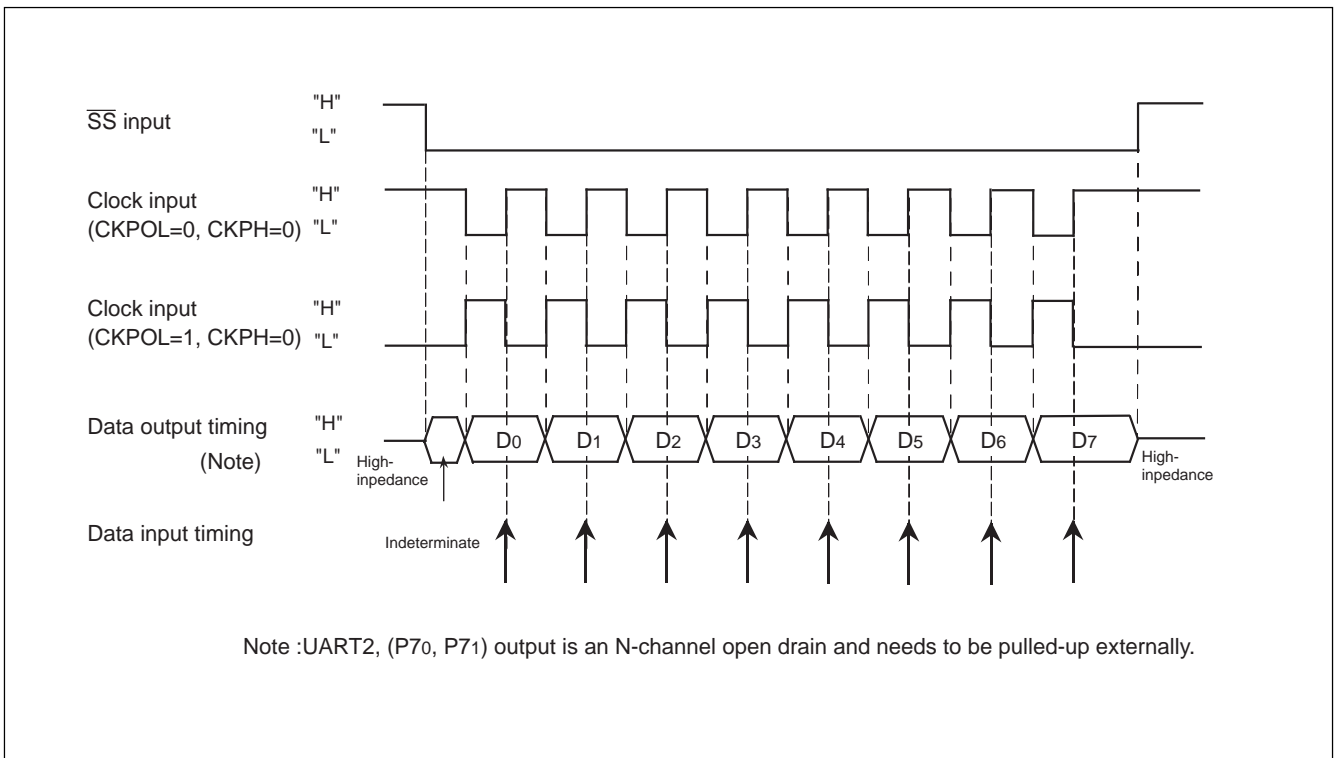 "H"
SS input
"L"
Clock input "H"
(CKPOL=0, CKPH=0) "L"
Clock input "H"
(CKPOL=1, CKPH=0) "L"
Data output timing "H"
(Note) "L"
High-
inpedance
D0 D1 D2 D3 D4 D5 D6 D7
High-
inpedance
Data input timing
Indeterminate
Note :UART2, (P70, P71) output is an N-channel open drain and needs to be pulled-up externally.